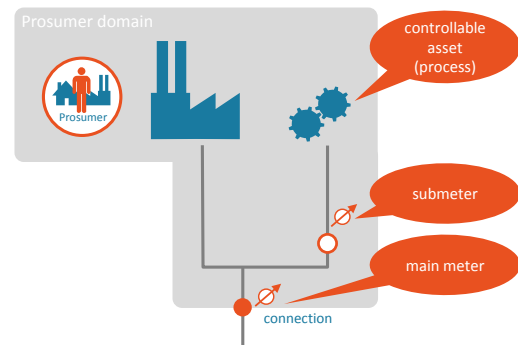 Prosumer domain
controllable
asset
(process)
Prosumer
submeter
main meter
connection